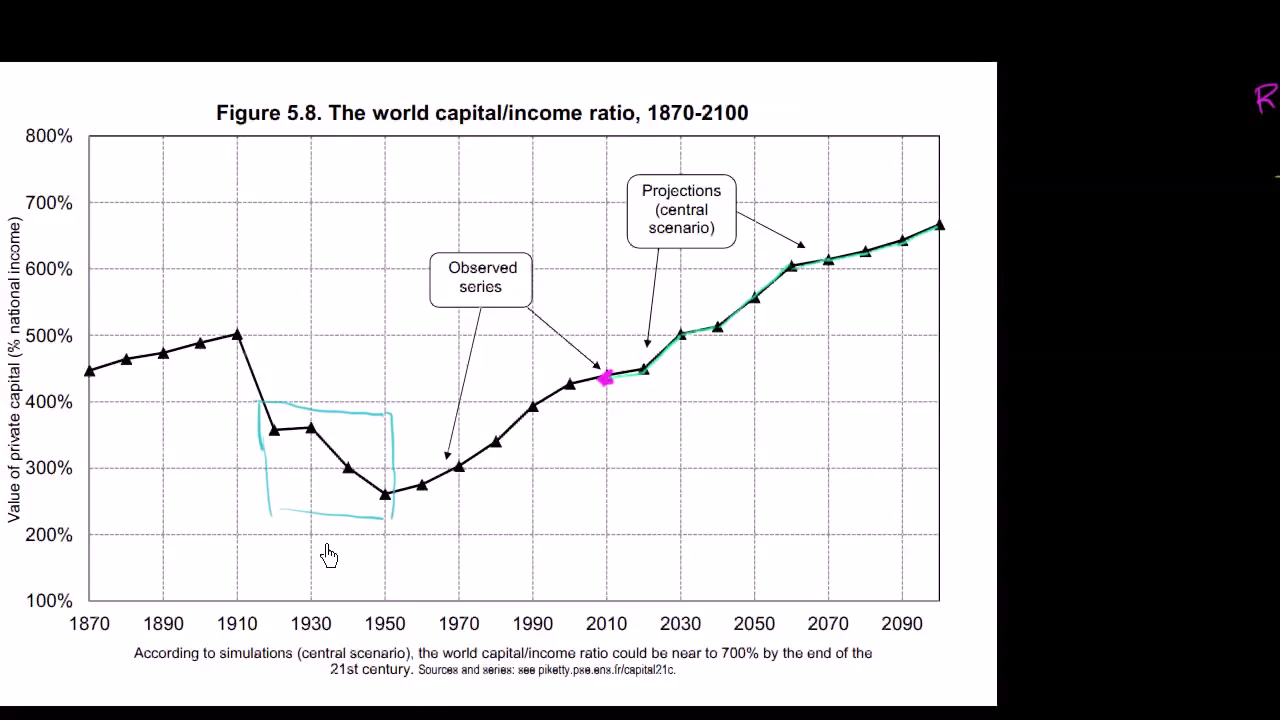 Figure 5.8. The world capital/income ratio, 1870-2100
R
800%
700%
600%
500%
400%
300%
200%
100%
Value of private capital (% national income)
Projections
(central
scenario)
Observed
series
1870 1890 1910 1930 1950 1970 1990 2010 2030 2050 2070 2090
According to simulations (central scenario), the world capital/income ratio could be near to 700% by the end of the
21st century. Sources and series: see piketty.pse.ens.fr/capital21c.